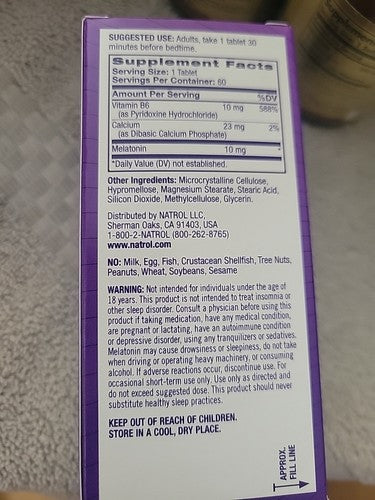 SUGGESTED USE: Adults, take 1 tablet 30
minutes before bedtime.
Supplement Facts
Serving Size: 1 Tablet
Servings Per Container: 60
Amount Per Serving %DV
Vitamin B6 10 mg 588%
(as Pyridoxine Hydrochloride)
Calcium 23 mg 2%
(as Dibasic Calcium Phosphate)
Melatonin 10 mg *
*Daily Value (DV) not established.
Other Ingredients: Microcrystalline Cellulose,
Hypromellose, Magnesium Stearate, Stearic Acid,
Silicon Dioxide, Methylcellulose, Glycerin.
Distributed by NATROL LLC,
Sherman Oaks, CA 91403, USA
1-800-2-NATROL (800-262-8765)
www.natrol.com
NO: Milk, Egg, Fish, Crustacean Shellfish, Tree Nuts,
Peanuts, Wheat, Soybeans, Sesame
WARNING: Not intended for individuals under the age of
18 years. This product is not intended to treat insomnia or
other sleep disorder. Consult a physician before using this
product if taking medication, have any medical condition,
are pregnant or lactating, have an autoimmune condition
or depressive disorder, using any tranquilizers or sedatives.
Melatonin may cause drowsiness or sleepiness, do not take
when driving or operating heavy machinery, or consuming
alcohol. If adverse reactions occur, discontinue use. For
occasional short-term use only. Use only as directed and
do not exceed suggested dose. This product should never
substitute healthy sleep practices.
KEEP OUT OF REACH OF CHILDREN.
STORE IN A COOL, DRY PLACE.
APPROX.
FILL LINE